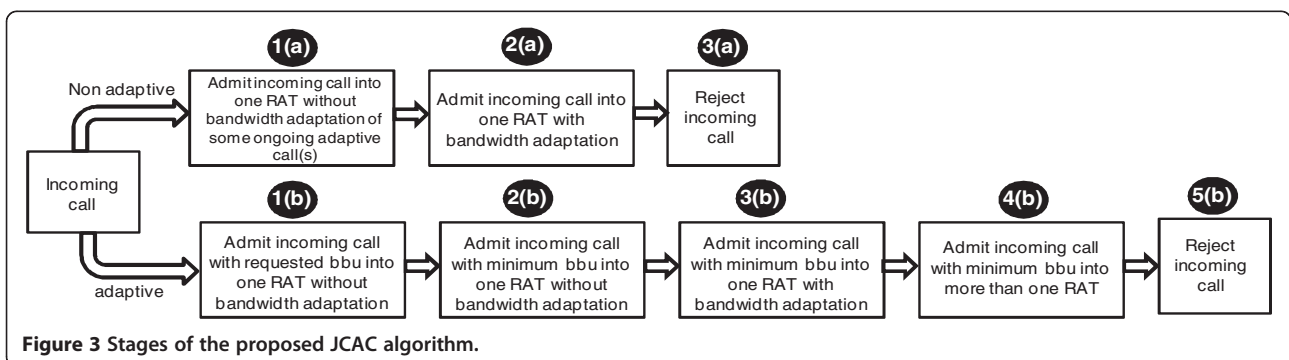 1(a)
2(a)
3(a)
Non adaptive
Admit incoming call into
one RAT without
bandwidth adaptation of
some ongoing adaptive
call(s)
Admit incoming call into
one RAT with
bandwidth adaptation
Reject
incoming
call
Incoming
call
1(b)
2(b)
3(b)
4(b)
5(b)
adaptive
Admit incoming call
with requested bbu into
one RAT without
bandwidth adaptation
Admit incoming call
with minimum bbu into
one RAT without
bandwidth adaptation
Admit incoming call
with minimum bbu into
one RAT with
bandwidth adaptation
Admit incoming call
with minimum bbu into
more than one RAT
Reject
incoming
call
Figure 3 Stages of the proposed JCAC algorithm.